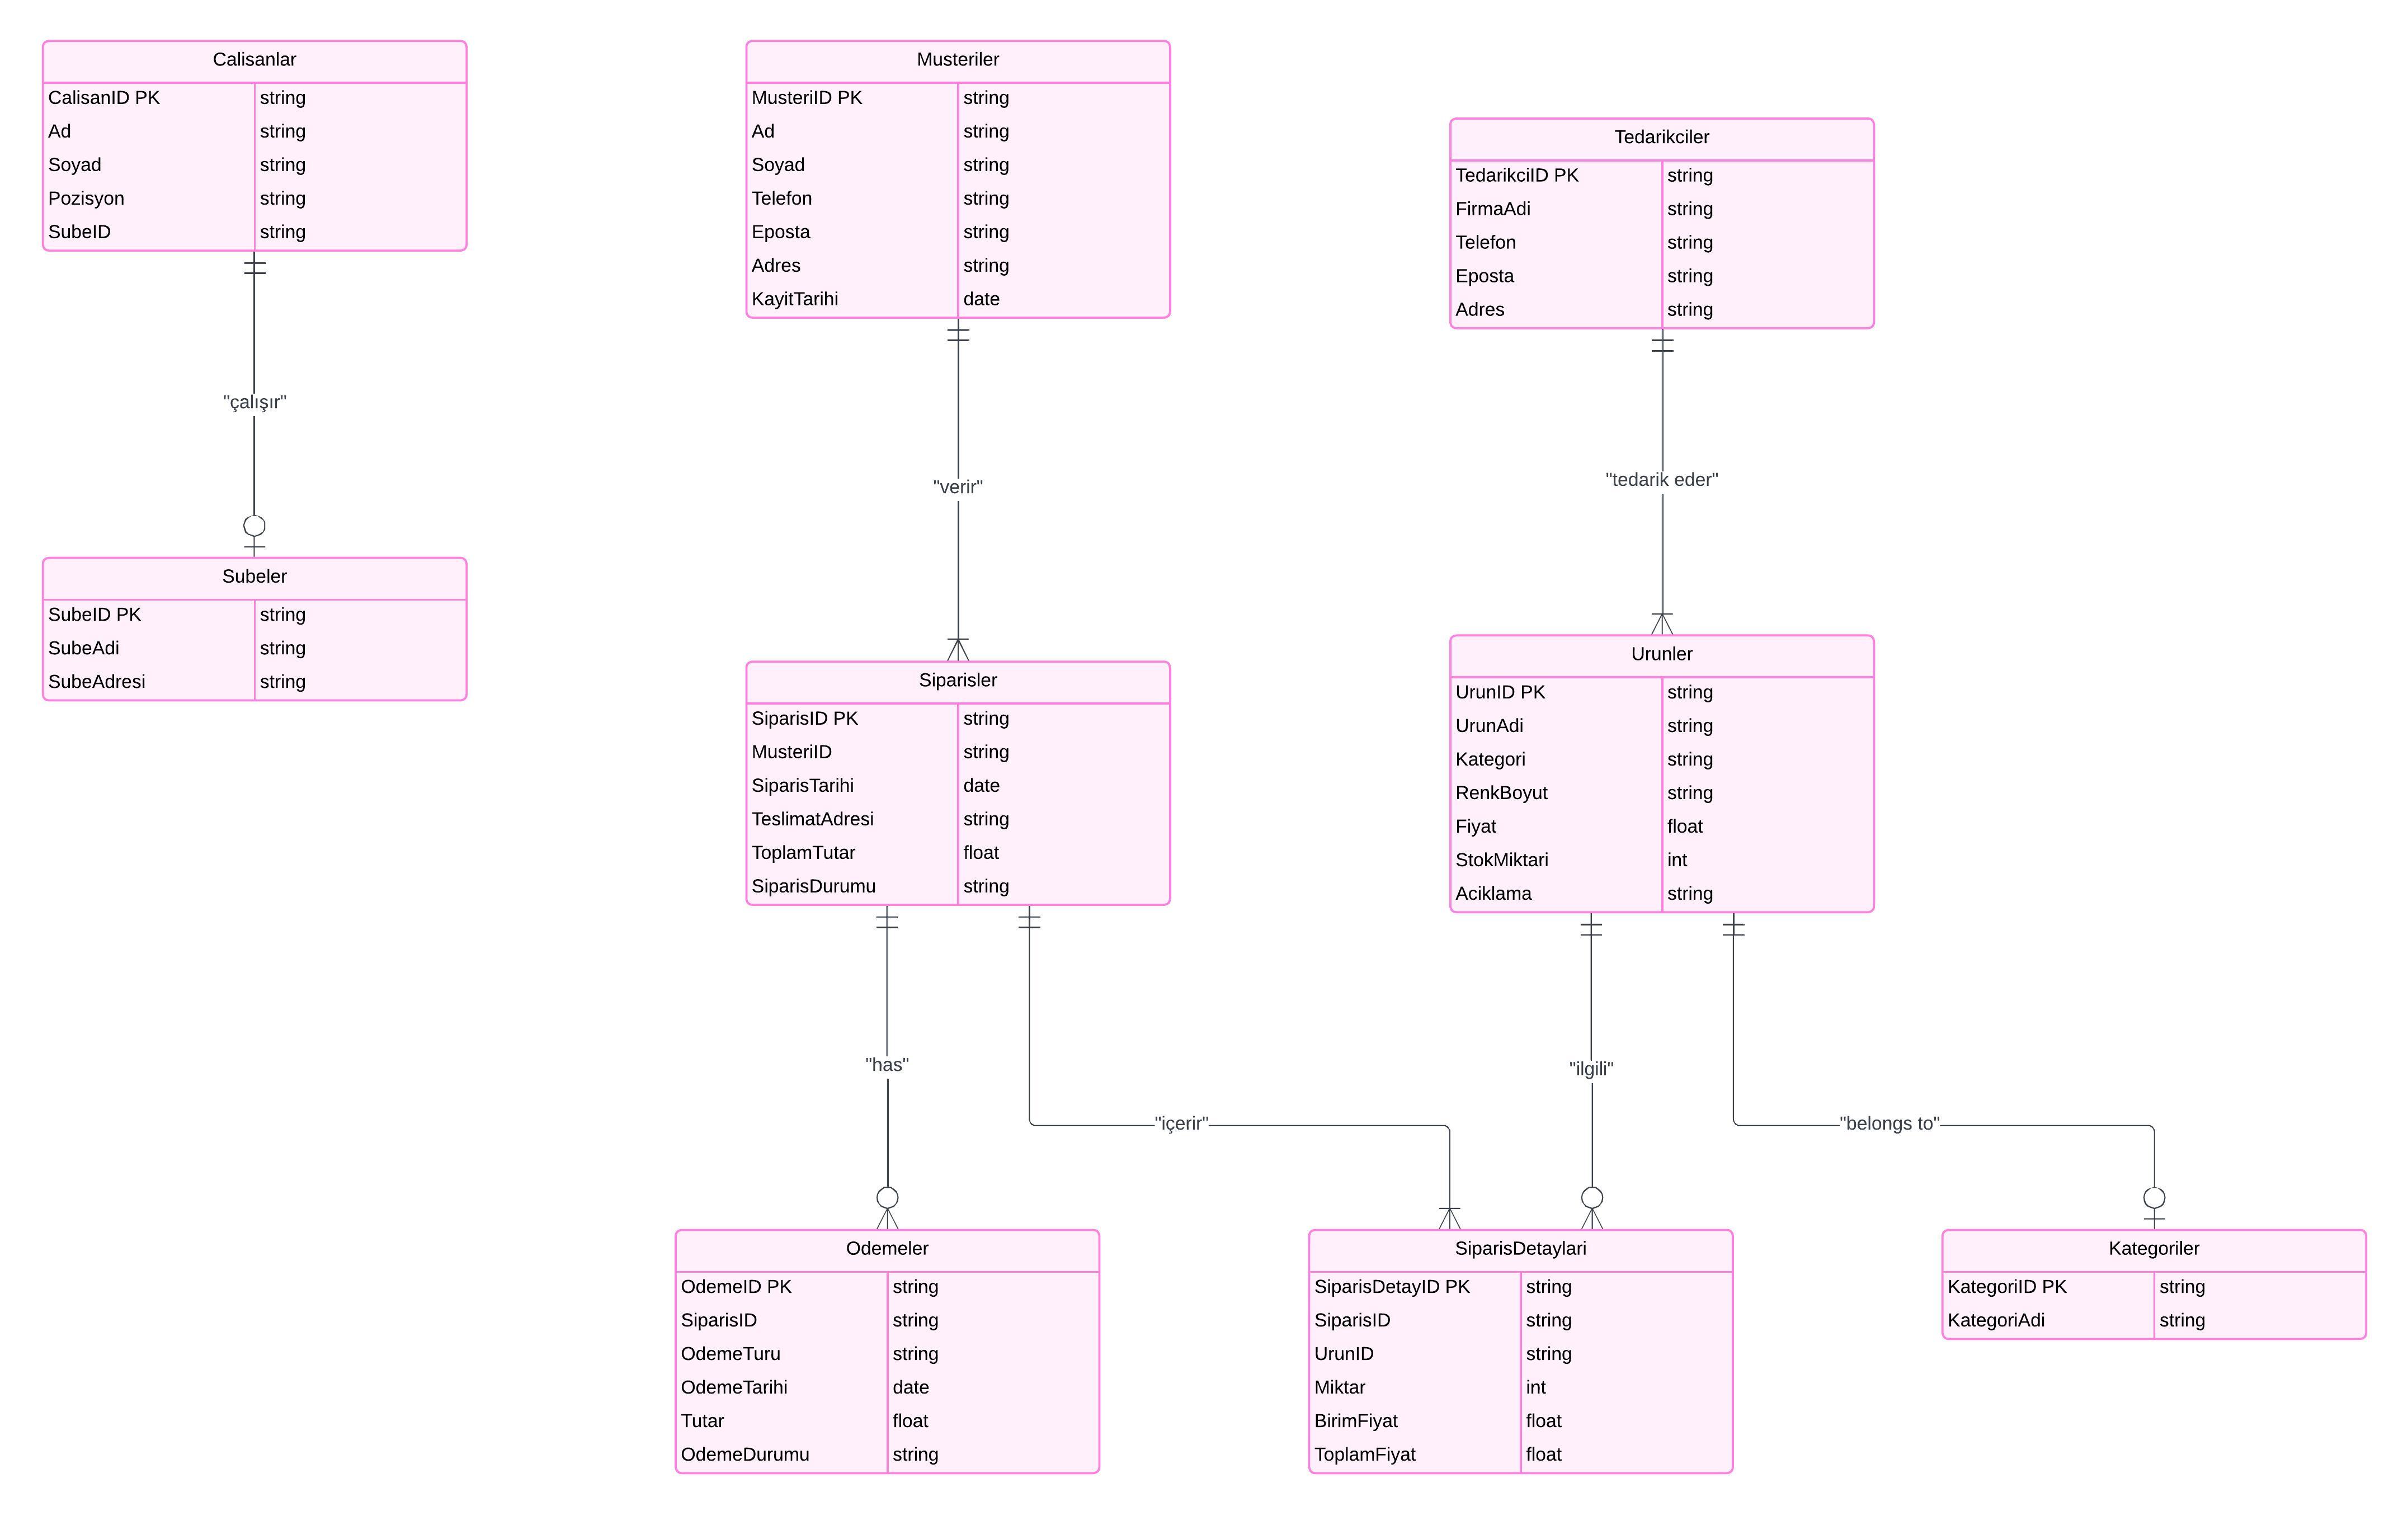 Calisanlar
CalisanID PK string
Ad string
Soyad string
Pozisyon string
SubeID string
"çalışır"
Subeler
SubeID PK string
SubeAdi string
SubeAdresi string
Musteriler
MusteriID PK string
Ad string
Soyad string
Telefon string
Eposta string
Adres string
KayitTarihi date
"verir"
Siparisler
SiparisID PK string
MusteriID string
SiparisTarihi date
TeslimatAdresi string
ToplamTutar float
SiparisDurumu string
"has"
"içerir"
Tedarikciler
TedarikciID PK string
FirmaAdi string
Telefon string
Eposta string
Adres string
"tedarik eder"
Urunler
UrunID PK string
UrunAdi string
Kategori string
RenkBoyut string
Fiyat float
StokMiktari int
Aciklama string
"ilgili"
"belongs to"
Odemeler
OdemeID PK string
SiparisID string
OdemeTuru string
OdemeTarihi date
Tutar float
OdemeDurumu string
SiparisDetaylari
SiparisDetayID PK string
SiparisID string
UrunID string
Miktar int
BirimFiyat float
ToplamFiyat float
Kategoriler
KategoriID PK string
KategoriAdi string